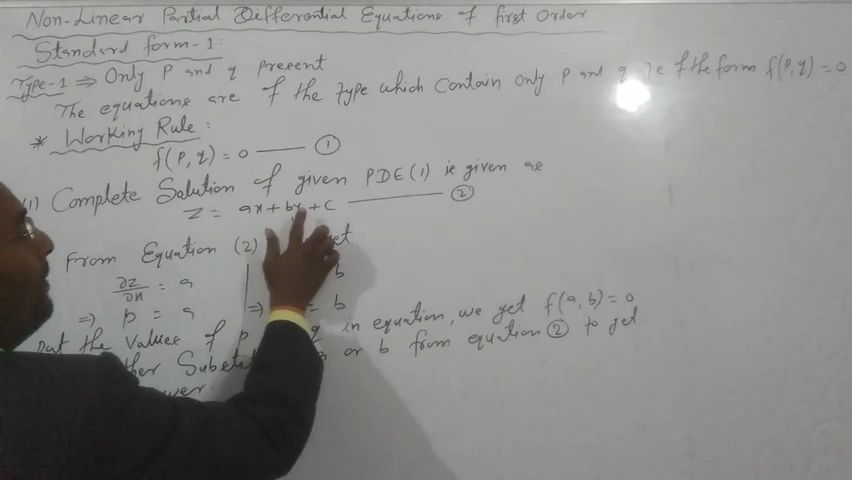 Non-Linear Partial Differential Equations of first Order
Standard form-1:
Type-1 ⇒ Only P and q present
The equations are of the type which contain only p and q ie of the form f(p,q)=0
* Working Rule:
f(p,q) = 0 —— ①
(1) Complete Solution of given PDE(1) is given as
z = ax + by + c —— ②
From Equation (2) get
∂z/∂x = a | b
⇒ p = a | ⇒ = b
put the values of p q in equation, we get f(a,b)=0
ther Substit or b from equation ② to get
wer.